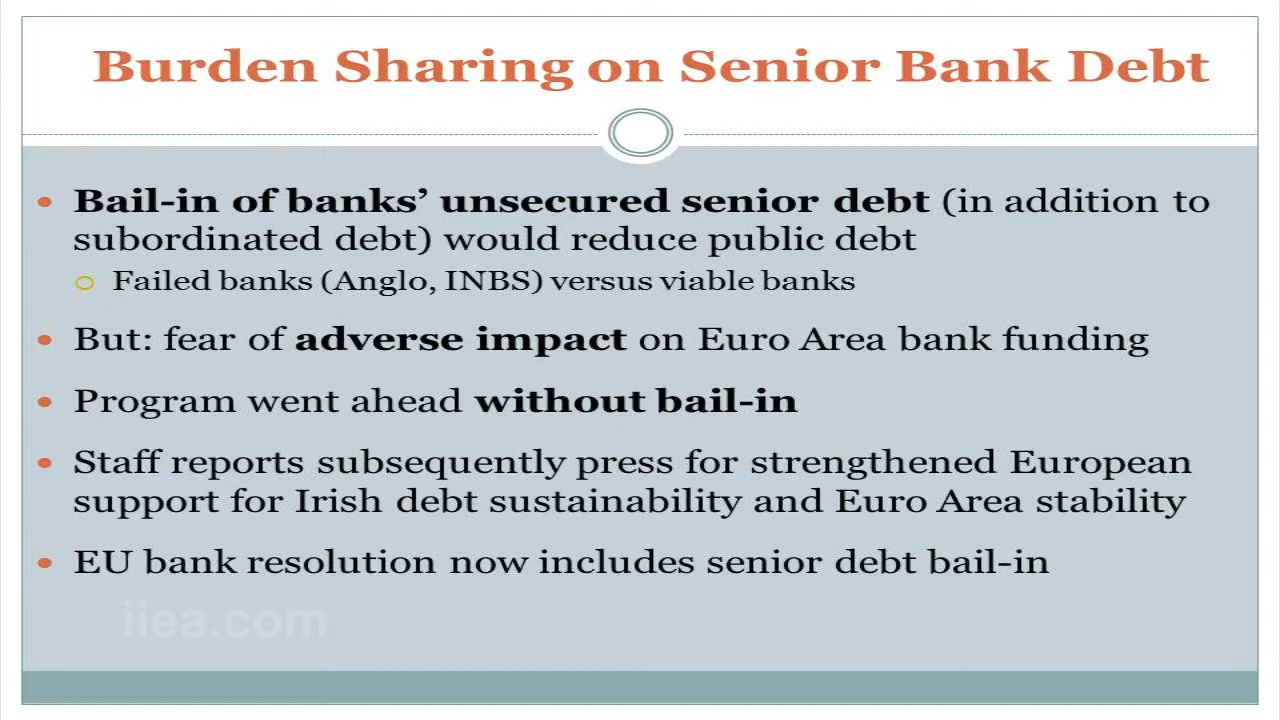 Burden Sharing on Senior Bank Debt
• Bail-in of banks’ unsecured senior debt (in addition to
subordinated debt) would reduce public debt
○ Failed banks (Anglo, INBS) versus viable banks
• But: fear of adverse impact on Euro Area bank funding
• Program went ahead without bail-in
• Staff reports subsequently press for strengthened European
support for Irish debt sustainability and Euro Area stability
• EU bank resolution now includes senior debt bail-in
iiea.com